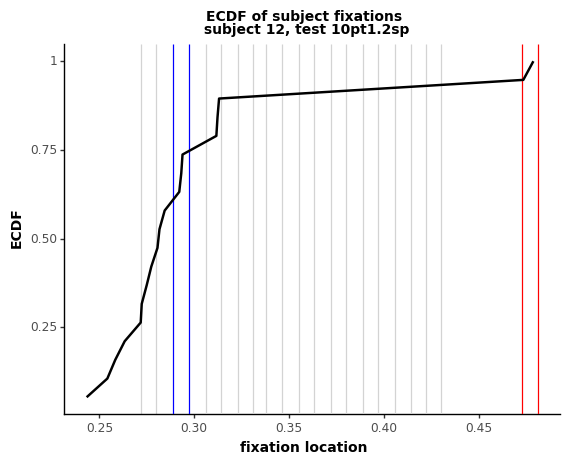 ECDF of subject fixations
subject 12, test 10pt1.2sp
1
0.75
0.50
0.25
ECDF
0.25 0.30 0.35 0.40 0.45
fixation location